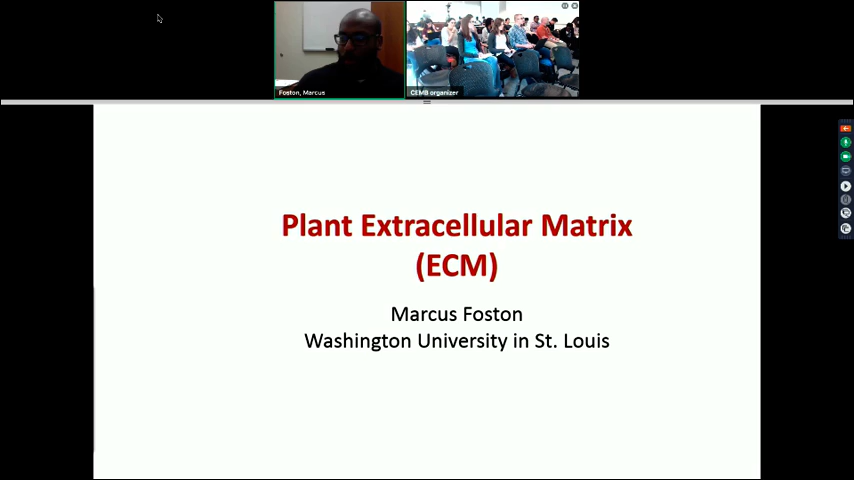 Foston, Marcus
CEMB organizer
Plant Extracellular Matrix
(ECM)
Marcus Foston
Washington University in St. Louis